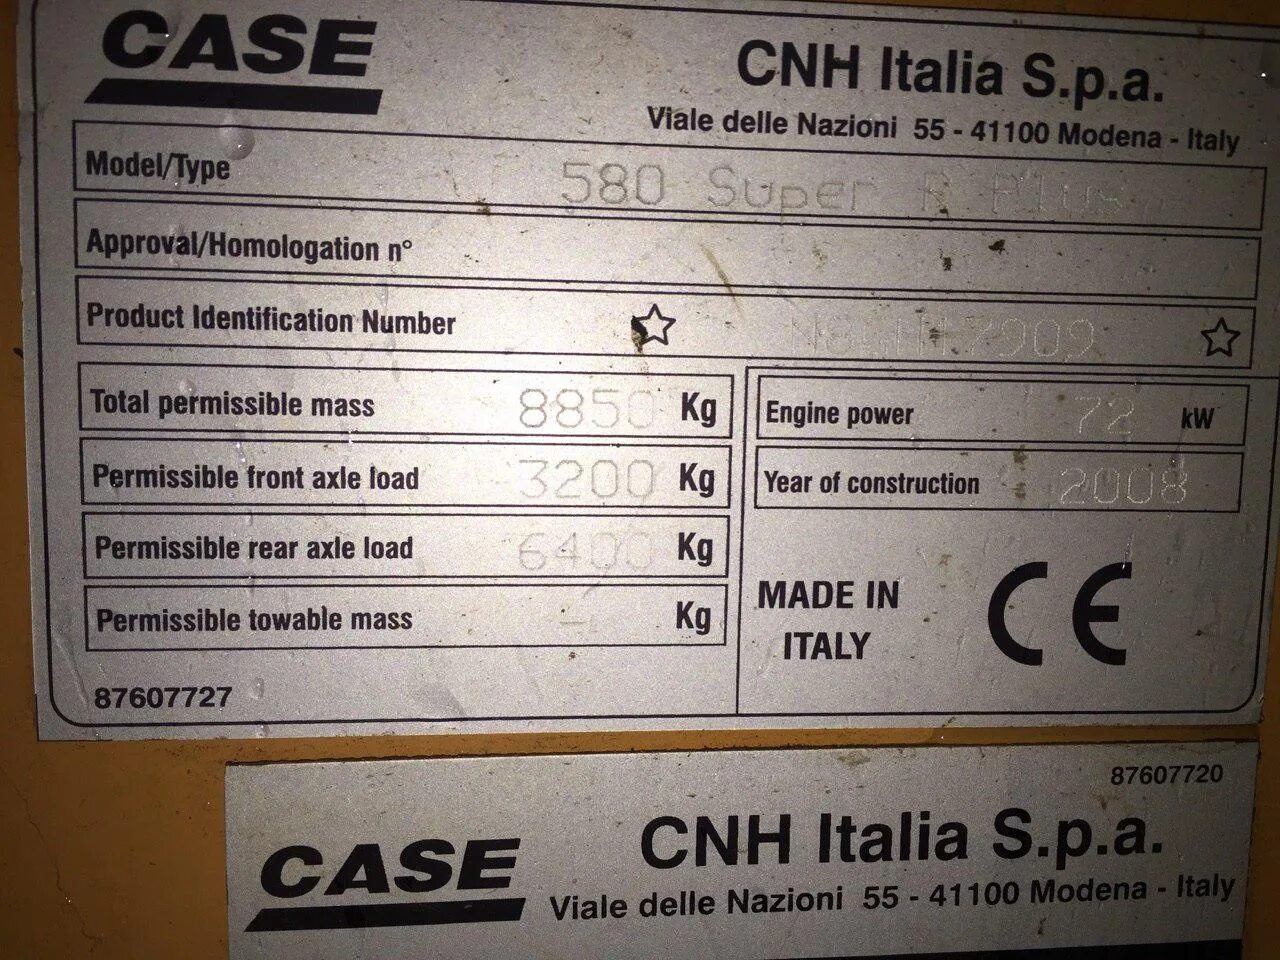 CASE
CNH Italia S.p.a.
Viale delle Nazioni 55 - 41100 Modena - Italy
Model/Type 580 Super R Plus
Approval/Homologation n°
Product Identification Number
Total permissible mass 8850 Kg
Engine power 72 kW
Permissible front axle load 3200 Kg
Year of construction 2008
Permissible rear axle load 6400 Kg
Permissible towable mass - Kg
MADE IN
ITALY
CE
87607727
87607720
CASE
CNH Italia S.p.a.
Viale delle Nazioni 55 - 41100 Modena - Italy